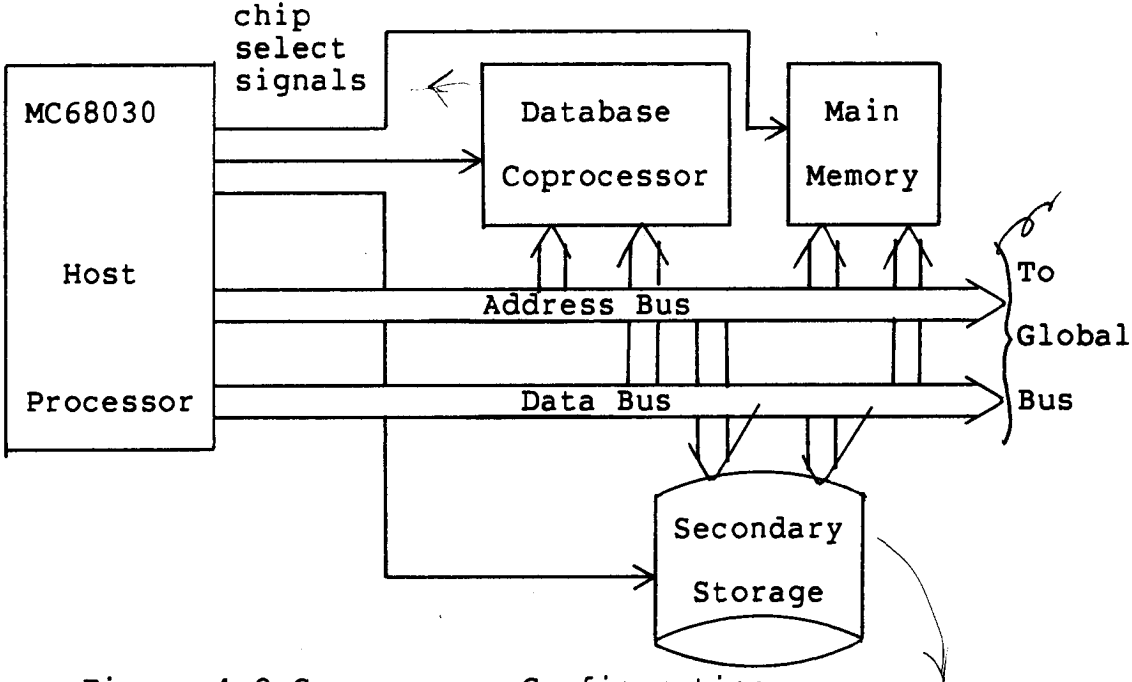 chip
select
signals
MC68030
Host
Processor
Database
Coprocessor
Main
Memory
Address Bus
Data Bus
To
Global
Bus
Secondary
Storage